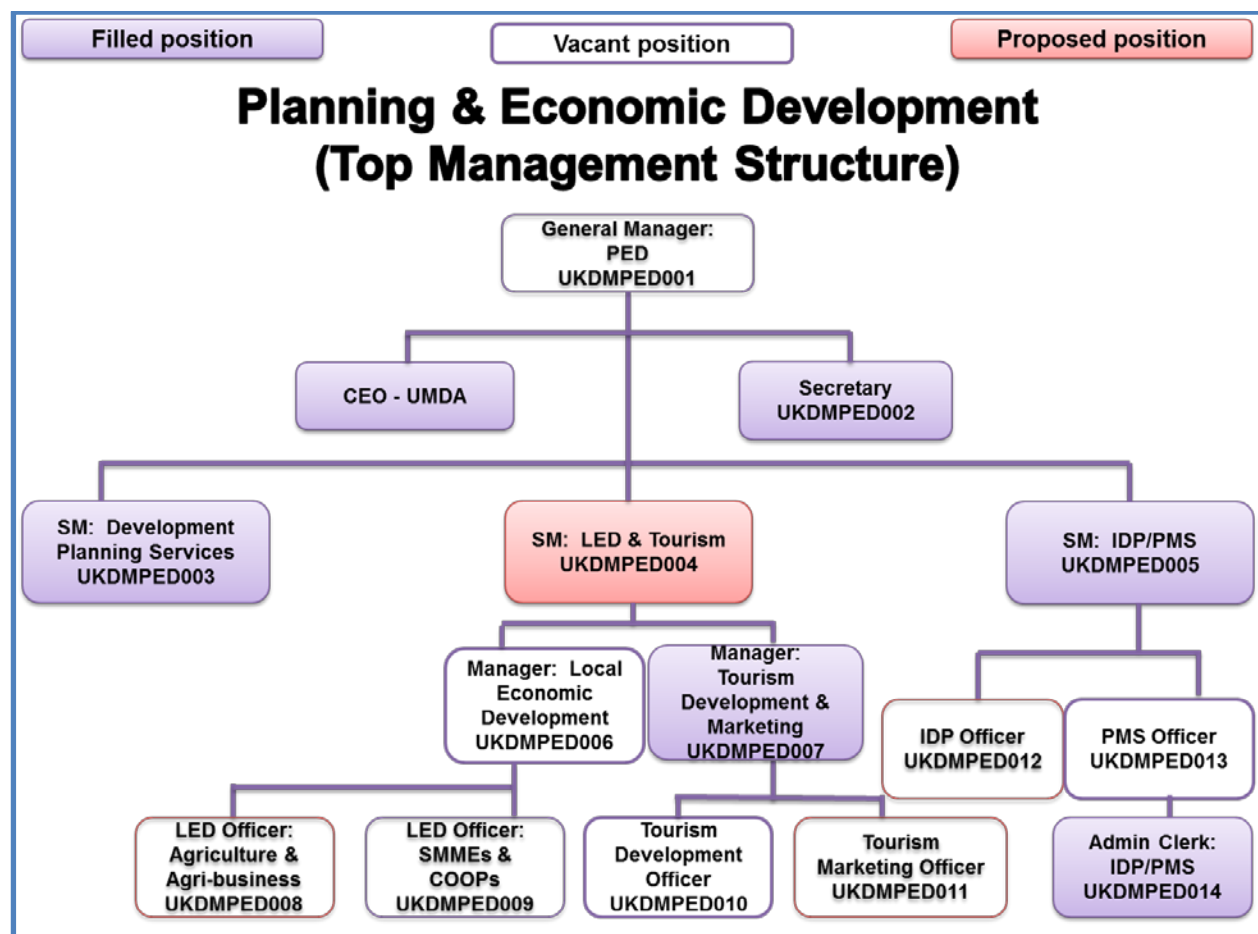 Filled position
Vacant position
Proposed position
Planning & Economic Development
(Top Management Structure)
General Manager:
PED
UKDMPED001
CEO - UMDA
Secretary
UKDMPED002
SM: Development
Planning Services
UKDMPED003
SM: LED & Tourism
UKDMPED004
SM: IDP/PMS
UKDMPED005
Manager: Local
Economic
Development
UKDMPED006
Manager:
Tourism
Development &
Marketing
UKDMPED007
IDP Officer
UKDMPED012
PMS Officer
UKDMPED013
LED Officer:
Agriculture &
Agri-business
UKDMPED008
LED Officer:
SMMEs &
COOPs
UKDMPED009
Tourism
Development
Officer
UKDMPED010
Tourism
Marketing Officer
UKDMPED011
Admin Clerk:
IDP/PMS
UKDMPED014